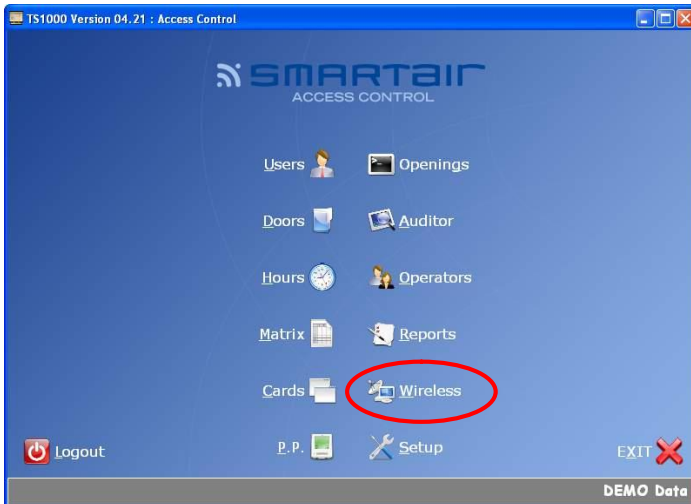 TS1000 Version 04.21 : Access Control
SMARTair
ACCESS CONTROL
Users
Openings
Doors
Auditor
Hours
Operators
Matrix
Reports
Cards
Wireless
Logout
P.P.
Setup
EXIT
DEMO Data